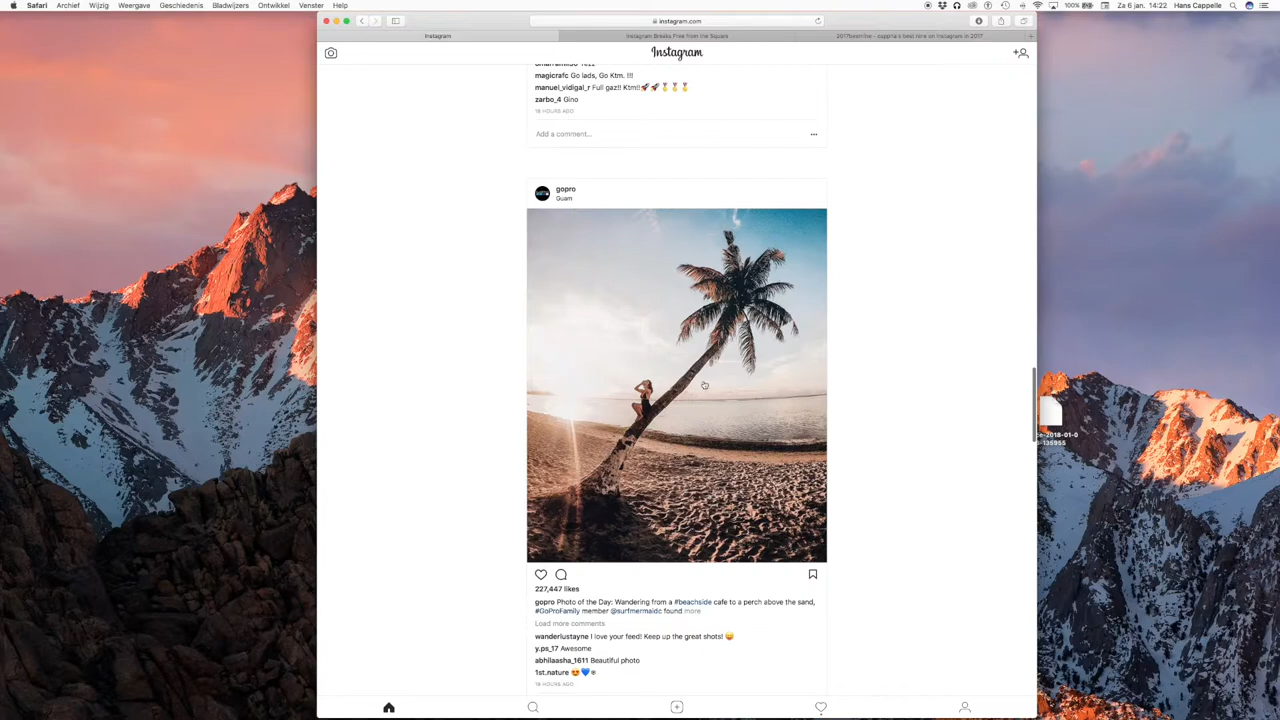 Safari Archief Wijzig Weergave Geschiedenis Bladwijzers Ontwikkel Venster Help
100% Za 6 jan. 14:22 Hans Cappelle
instagram.com
Instagram
Instagram Breaks Free from the Square
Instagram
magicrafc Go lads, Go Ktm. !!!
manuel_vidigal_r Full gaz!! Ktm!!🚀🚀🏅🏅🏅
zarbo_4 Gino
18 HOURS AGO
Add a comment...
gopro
Guam
227,447 likes
gopro Photo of the Day: Wandering from a #beachside cafe to a perch above the sand,
#GoProFamily member @surfmermaidc found more
Load more comments
wanderlustayne I love your feed! Keep up the great shots! 😛
y.ps_17 Awesome
abhilaasha_1611 Beautiful photo
1st.nature 😍💙❄
HOURS AGO